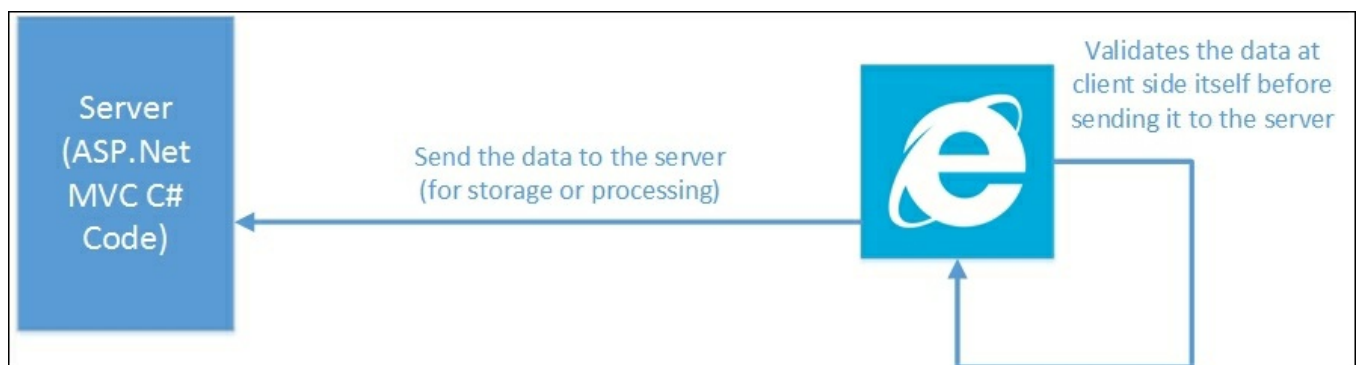 Server
(ASP.Net
MVC C#
Code)
Send the data to the server
(for storage or processing)
Validates the data at
client side itself before
sending it to the server